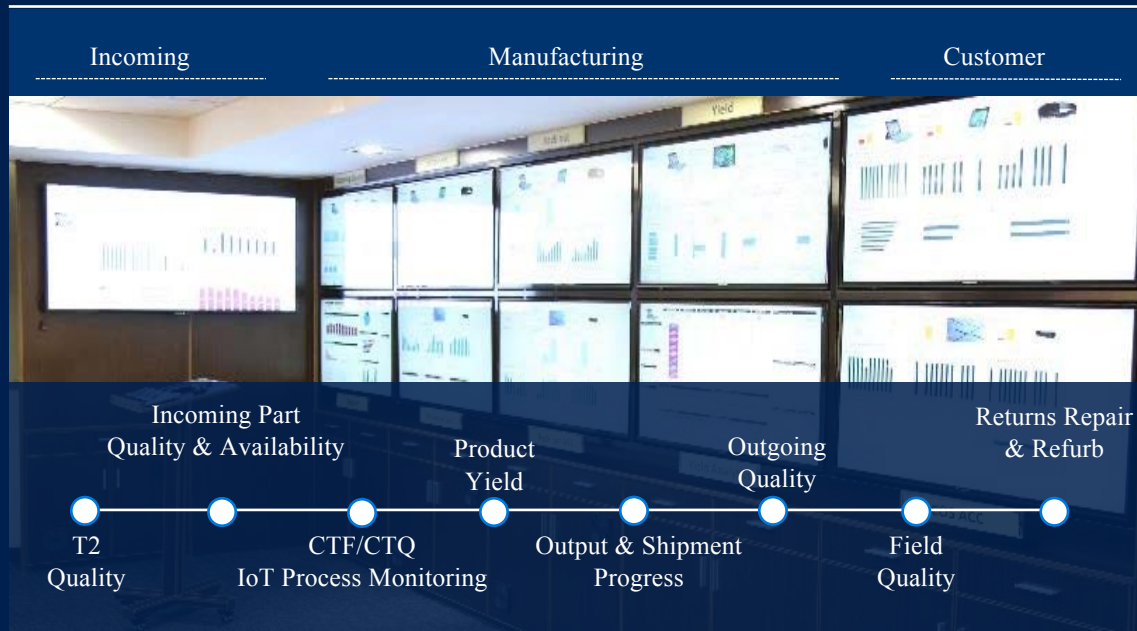 Incoming
Manufacturing
Customer
Yield
Incoming Part
Quality & Availability
Product
Yield
Outgoing
Quality
Returns Repair
& Refurb
T2
Quality
CTF/CTQ
IoT Process Monitoring
Output & Shipment
Progress
Field
Quality